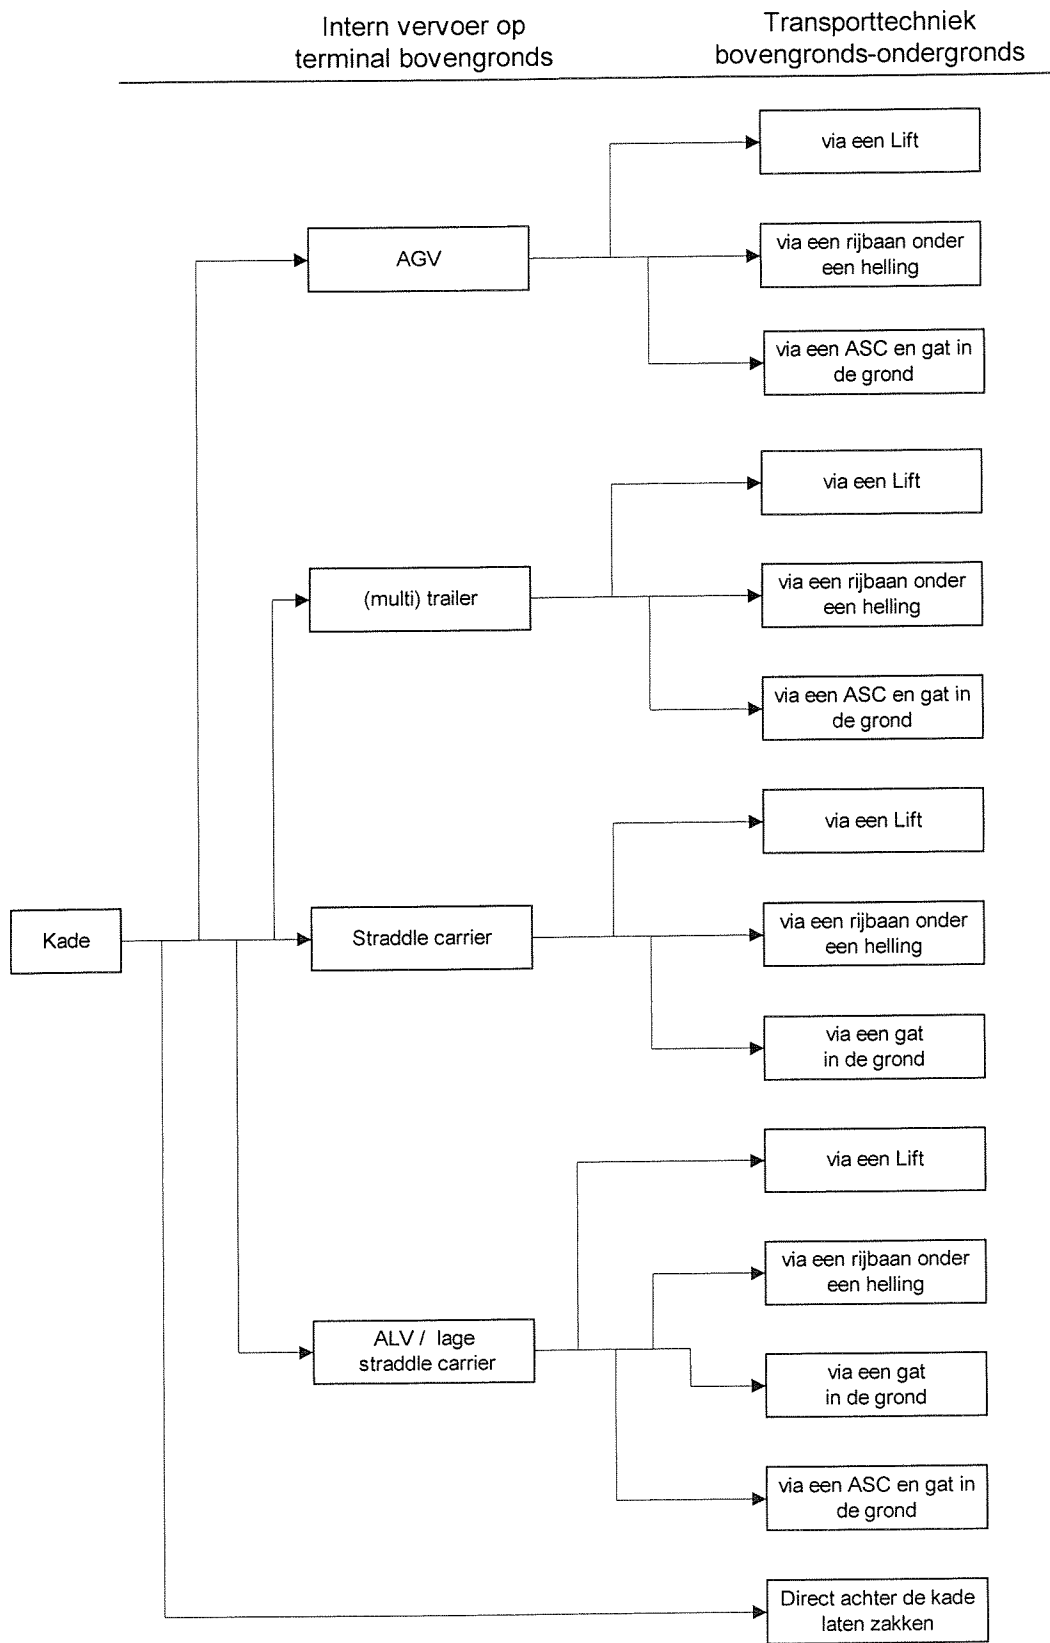 Intern vervoer op
terminal bovengronds
Transporttechniek
bovengronds-ondergronds
via een Lift
AGV
via een rijbaan onder
een helling
via een ASC en gat in
de grond
via een Lift
(multi) trailer
via een rijbaan onder
een helling
via een ASC en gat in
de grond
via een Lift
Kade
Straddle carrier
via een rijbaan onder
een helling
via een gat
in de grond
via een Lift
via een rijbaan onder
een helling
ALV / lage
straddle carrier
via een gat
in de grond
via een ASC en gat in
de grond
Direct achter de kade
laten zakken